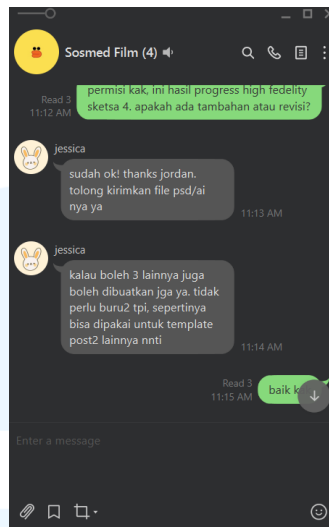 Sosmed Film (4)
permisi kak, ini hasil progress high fedelity
sketsa 4. apakah ada tambahan atau revisi?
Read 3
11:12 AM
jessica
sudah ok! thanks jordan.
tolong kirimkan file psd/ai
nya ya
11:13 AM
jessica
kalau boleh 3 lainnya juga
boleh dibuatkan jga ya. tidak
perlu buru2 tpi, sepertinya
bisa dipakai untuk template
post2 lainnya nnti
11:14 AM
Read 3
11:15 AM
baik
Enter a message